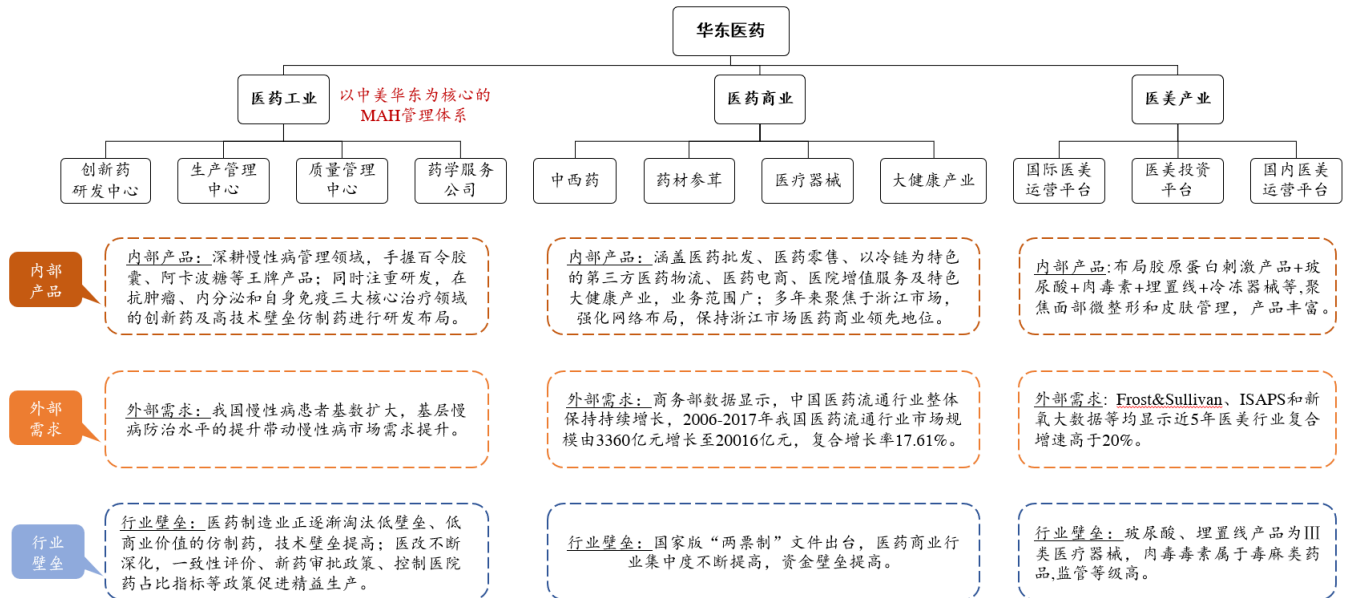 华东医药
医药工业
以中美华东为核心的
MAH管理体系
医药商业
医美产业
创新药
研发中心
生产管理
中心
质量管理
中心
药学服务
公司
中西药
药材参茸
医疗器械
大健康产业
国际医美
运营平台
医美投资
平台
国内医美
运营平台
内部
产品
内部产品：深耕慢性病管理领域，手握百令胶
囊、阿卡波糖等王牌产品；同时注重研发，在
抗肿瘤、内分泌和自身免疫三大核心治疗领域
的创新药及高技术壁垒仿制药进行研发布局。
内部产品：涵盖医药批发、医药零售、以冷链为特色
的第三方医药物流、医药电商、医院增值服务及特色
大健康产业，业务范围广；多年来聚焦于浙江市场，
强化网络布局，保持浙江市场医药商业领先地位。
内部产品:布局胶原蛋白刺激产品+玻
尿酸+肉毒素+埋置线+冷冻器械等,聚
焦面部微整形和皮肤管理，产品丰富。
外部
需求
外部需求：我国慢性病患者基数扩大，基层慢
病防治水平的提升带动慢性病市场需求提升。
外部需求：商务部数据显示，中国医药流通行业整体
保持持续增长，2006-2017年我国医药流通行业市场规
模由3360亿元增长至20016亿元，复合增长率17.61%。
外部需求: Frost&Sullivan、ISAPS和新
氧大数据等均显示近5年医美行业复合
增速高于20%。
行业
壁垒
行业壁垒：医药制造业正逐渐淘汰低壁垒、低
商业价值的仿制药，技术壁垒提高；医改不断
深化，一致性评价、新药审批政策、控制医院
药占比指标等政策促进精益生产。
行业壁垒：国家版“两票制”文件出台，医药商业行
业集中度不断提高，资金壁垒提高。
行业壁垒：玻尿酸、埋置线产品为Ⅲ
类医疗器械，肉毒毒素属于毒麻类药
品,监管等级高。